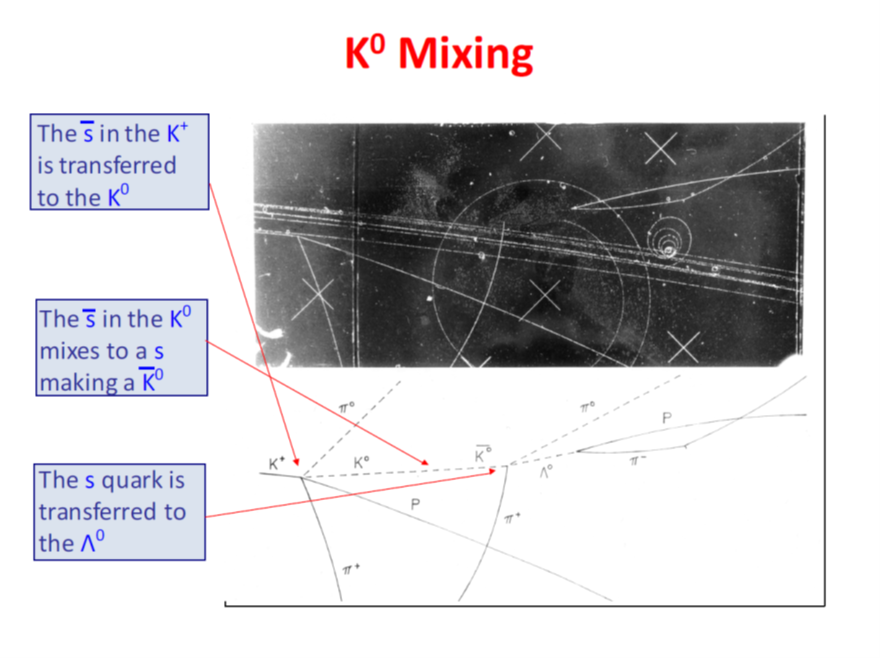 K⁰ Mixing
The s̅ in the K⁺
is transferred
to the K⁰
The s̅ in the K⁰
mixes to a s
making a K̅⁰
The s quark is
transferred to
the Λ⁰
π⁰
π⁰
P
K⁺
K⁰
K̅⁰
Λ⁰
π⁻
P
π⁺
π⁺